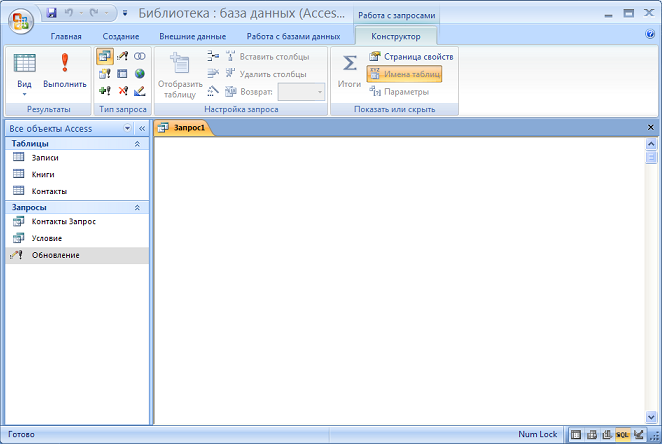 Библиотека : база данных (Acces...
Работа с запросами
Главная
Создание
Внешние данные
Работа с базами данных
Конструктор
Вид
Выполнить
Результаты
Тип запроса
Отобразить таблицу
Вставить столбцы
Удалить столбцы
Возврат:
Настройка запроса
Итоги
Страница свойств
XYZ Имена таблиц
Параметры
Показать или скрыть
Все объекты Access
Запрос1
Таблицы
Записи
Книги
Контакты
Запросы
Контакты Запрос
Условие
Обновление
Готово
Num Lock
SQL